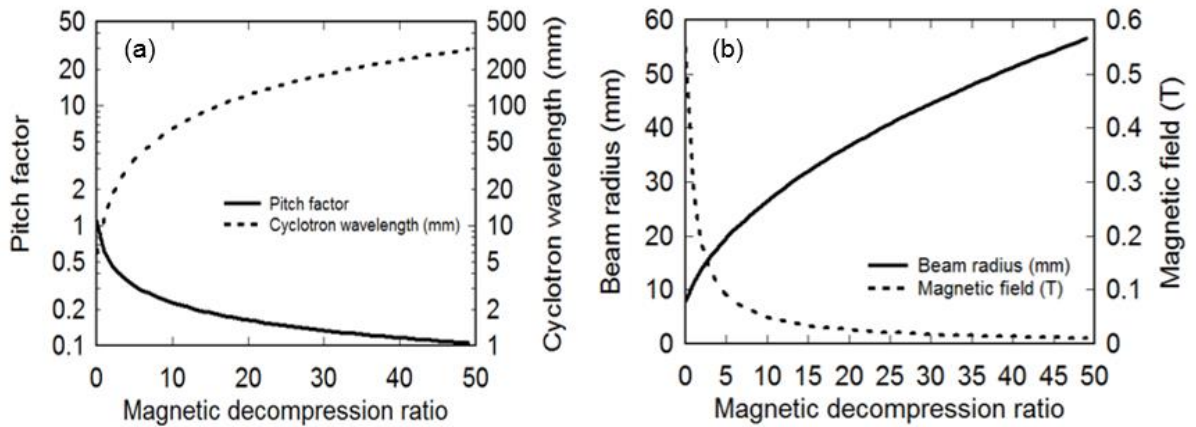 (a)
Pitch factor
50
20
10
5
2
1
0.5
0.2
0.1
Pitch factor
Cyclotron wavelength (mm)
500
200
100
50
20
10
5
2
1
Cyclotron wavelength (mm)
0 10 20 30 40 50
Magnetic decompression ratio
(b)
Beam radius (mm)
60
50
40
30
20
10
0
Beam radius (mm)
Magnetic field (T)
0.6
0.5
0.4
0.3
0.2
0.1
0
Magnetic field (T)
0 5 10 15 20 25 30 35 40 45 50
Magnetic decompression ratio